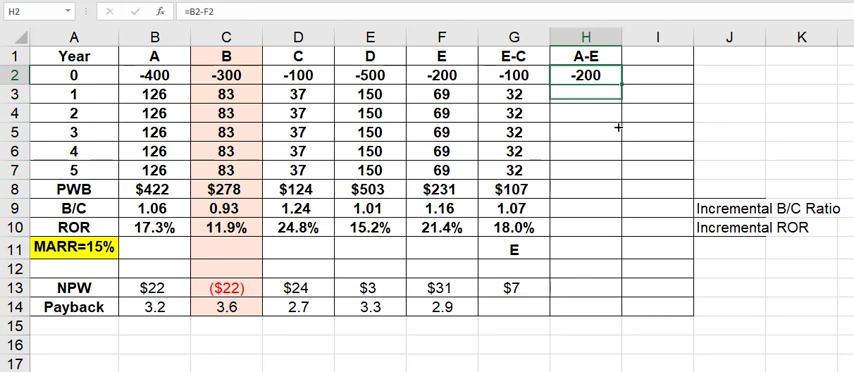 H2 fx =B2-F2
A B C D E F G H I J K
1 Year A B C D E E-C A-E
2 0 -400 -300 -100 -500 -200 -100 -200
3 1 126 83 37 150 69 32
4 2 126 83 37 150 69 32
5 3 126 83 37 150 69 32
6 4 126 83 37 150 69 32
7 5 126 83 37 150 69 32
8 PWB $422 $278 $124 $503 $231 $107
9 B/C 1.06 0.93 1.24 1.01 1.16 1.07 Incremental B/C Ratio
10 ROR 17.3% 11.9% 24.8% 15.2% 21.4% 18.0% Incremental ROR
11 MARR=15% E
12
13 NPW $22 ($22) $24 $3 $31 $7
14 Payback 3.2 3.6 2.7 3.3 2.9
15
16
17